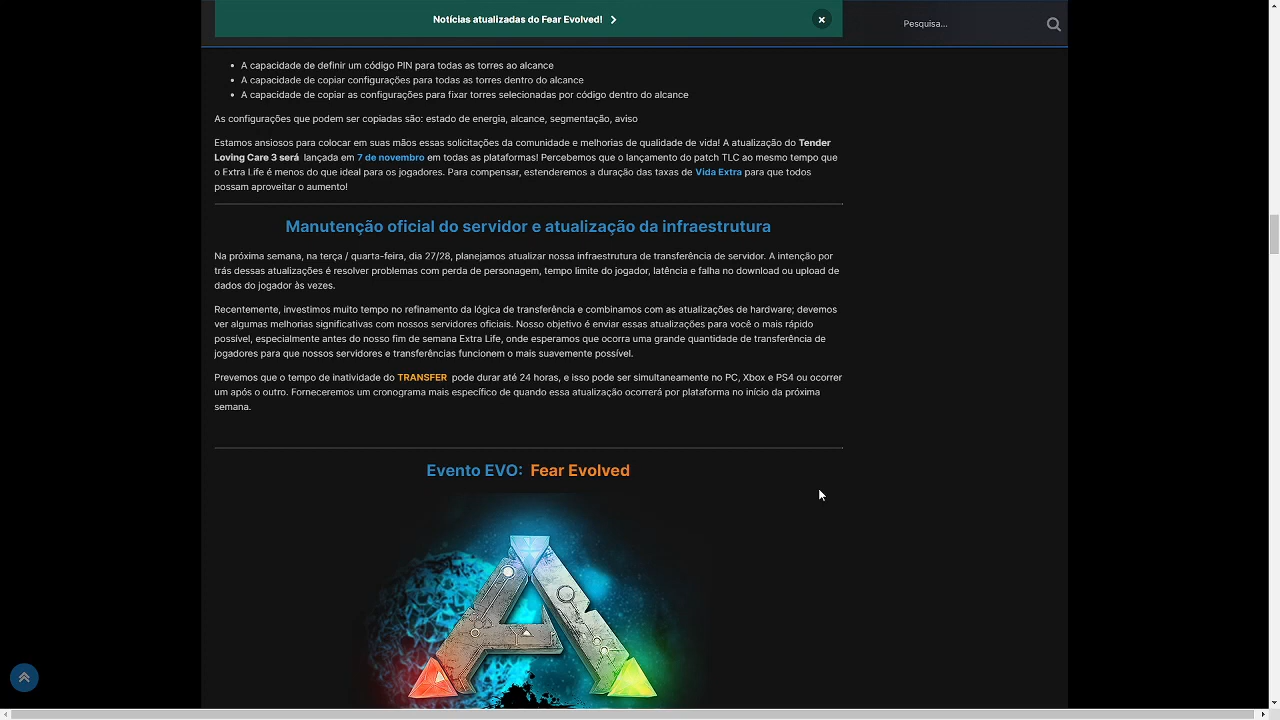 Notícias atualizadas do Fear Evolved!
Pesquisa...
A capacidade de definir um código PIN para todas as torres ao alcance
A capacidade de copiar configurações para todas as torres dentro do alcance
A capacidade de copiar as configurações para fixar torres selecionadas por código dentro do alcance
As configurações que podem ser copiadas são: estado de energia, alcance, segmentação, aviso
Estamos ansiosos para colocar em suas mãos essas solicitações da comunidade e melhorias de qualidade de vida! A atualização do Tender
Loving Care 3 será lançada em 7 de novembro em todas as plataformas! Percebemos que o lançamento do patch TLC ao mesmo tempo que
o Extra Life é menos do que ideal para os jogadores. Para compensar, estenderemos a duração das taxas de Vida Extra para que todos
possam aproveitar o aumento!
Manutenção oficial do servidor e atualização da infraestrutura
Na próxima semana, na terça / quarta-feira, dia 27/28, planejamos atualizar nossa infraestrutura de transferência de servidor. A intenção por
trás dessas atualizações é resolver problemas com perda de personagem, tempo limite do jogador, latência e falha no download ou upload de
dados do jogador às vezes.
Recentemente, investimos muito tempo no refinamento da lógica de transferência e combinamos com as atualizações de hardware; devemos
ver algumas melhorias significativas com nossos servidores oficiais. Nosso objetivo é enviar essas atualizações para você o mais rápido
possível, especialmente antes do nosso fim de semana Extra Life, onde esperamos que ocorra uma grande quantidade de transferência de
jogadores para que nossos servidores e transferências funcionem o mais suavemente possível.
Prevemos que o tempo de inatividade do TRANSFER pode durar até 24 horas, e isso pode ser simultaneamente no PC, Xbox e PS4 ou ocorrer
um após o outro. Forneceremos um cronograma mais específico de quando essa atualização ocorrerá por plataforma no início da próxima
semana.
Evento EVO: Fear Evolved